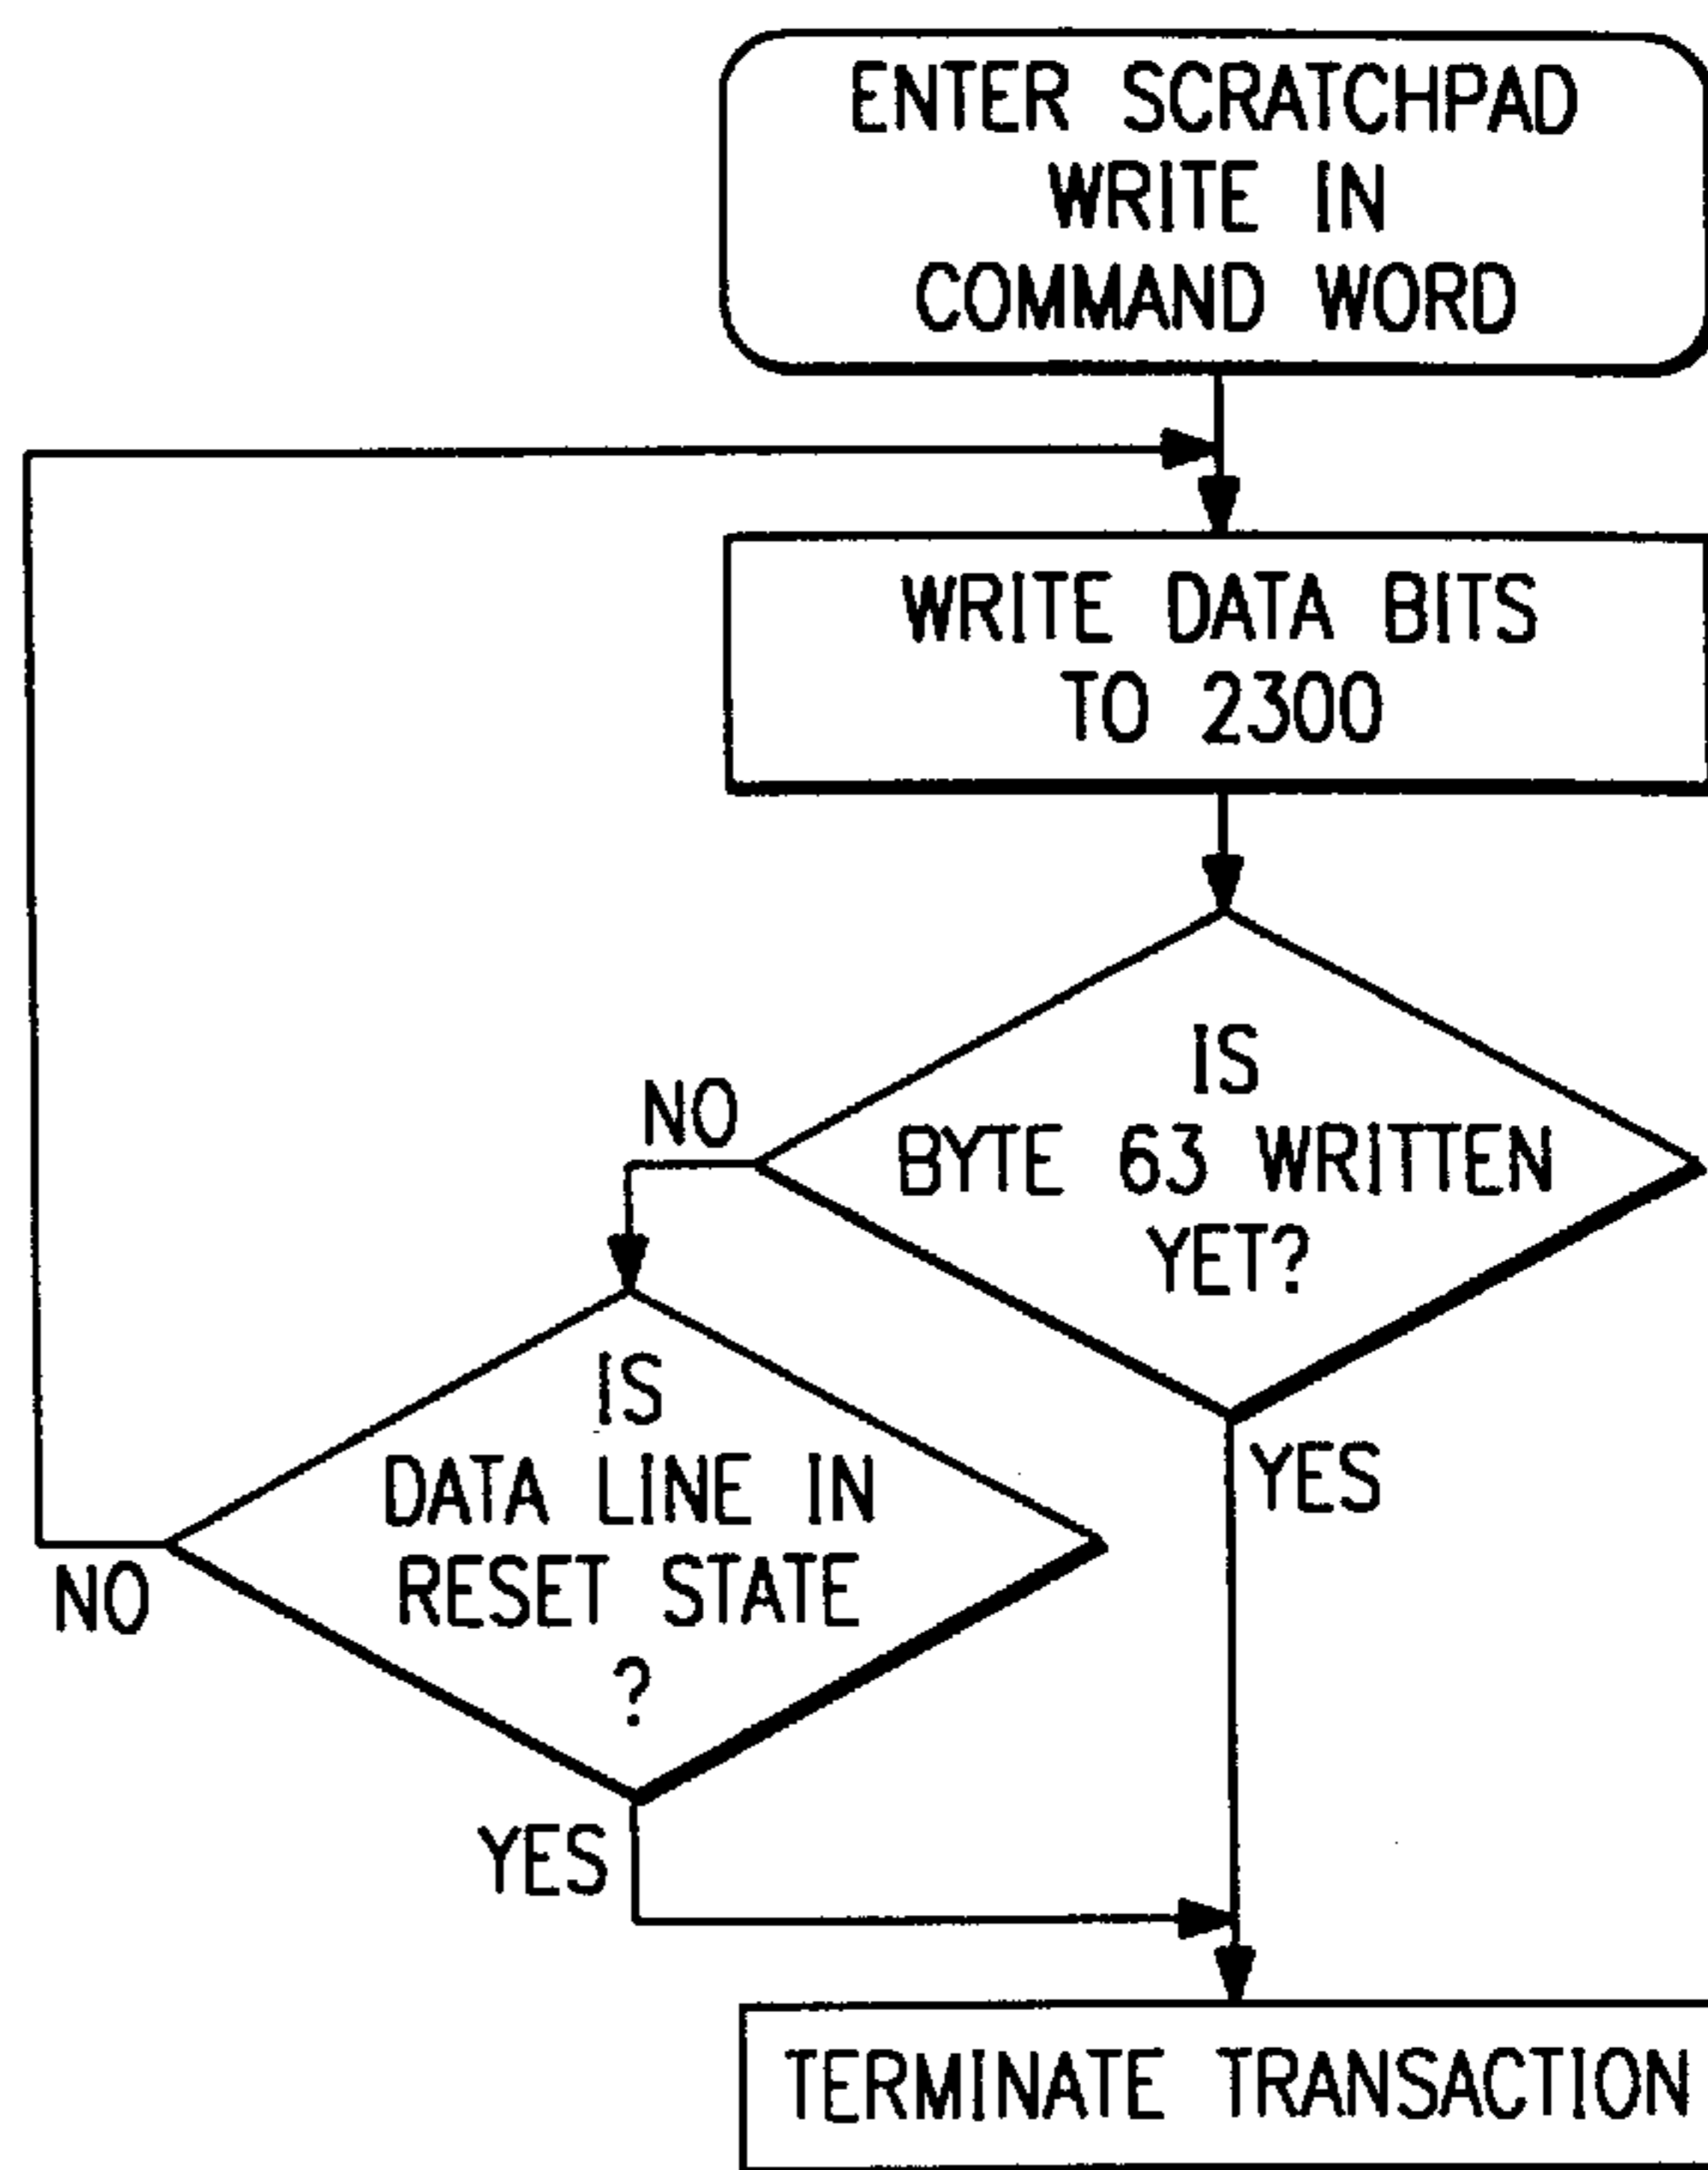 ENTER SCRATCHPAD
WRITE IN
COMMAND WORD
WRITE DATA BITS
TO 2300
IS
BYTE 63 WRITTEN
YET?
NO
YES
IS
DATA LINE IN
RESET STATE
?
NO
YES
TERMINATE TRANSACTION